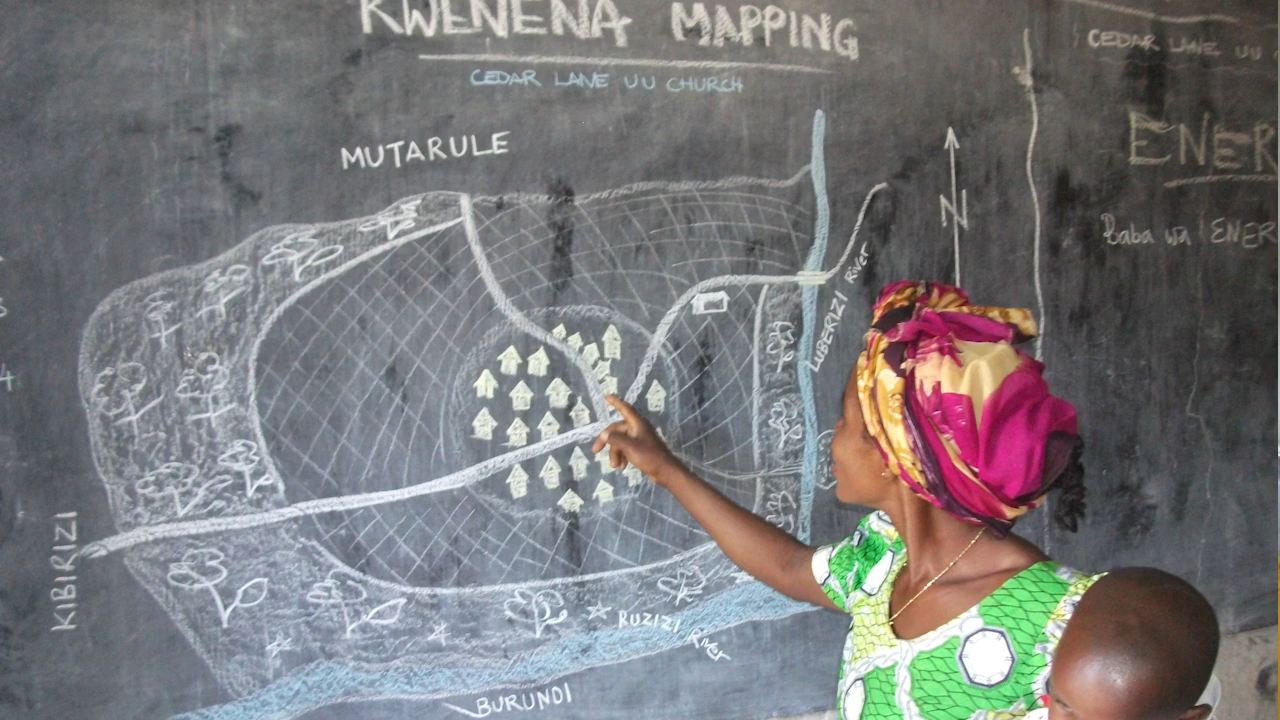 KWENENA MAPPING
CEDAR LANE UU CHURCH
CEDAR LANE UU
MUTARULE
N
ENER
Baba wa ENER
LUBERIZI River
4
KIBIRIZI
RUZIZI River
BURUNDI